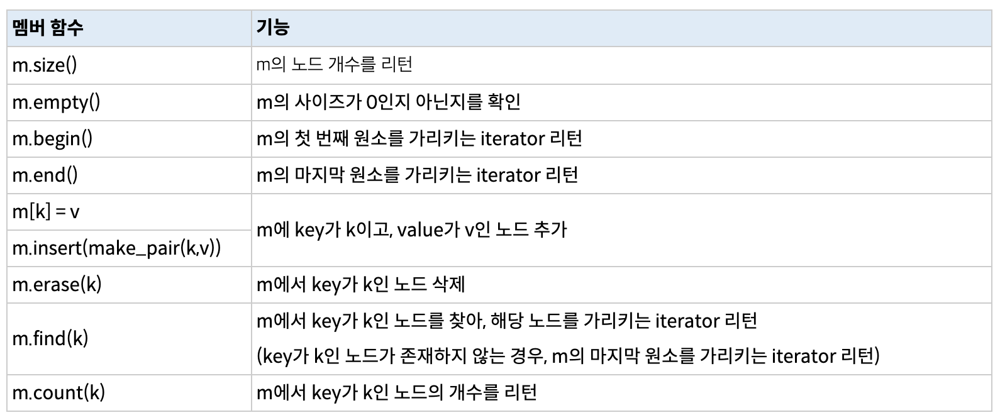 멤버 함수
기능
m.size()
m의 노드 개수를 리턴
m.empty()
m의 사이즈가 0인지 아닌지를 확인
m.begin()
m의 첫 번째 원소를 가리키는 iterator 리턴
m.end()
m의 마지막 원소를 가리키는 iterator 리턴
m[k] = v
m.insert(make_pair(k,v))
m에 key가 k이고, value가 v인 노드 추가
m.erase(k)
m에서 key가 k인 노드 삭제
m.find(k)
m에서 key가 k인 노드를 찾아, 해당 노드를 가리키는 iterator 리턴
(key가 k인 노드가 존재하지 않는 경우, m의 마지막 원소를 가리키는 iterator 리턴)
m.count(k)
m에서 key가 k인 노드의 개수를 리턴